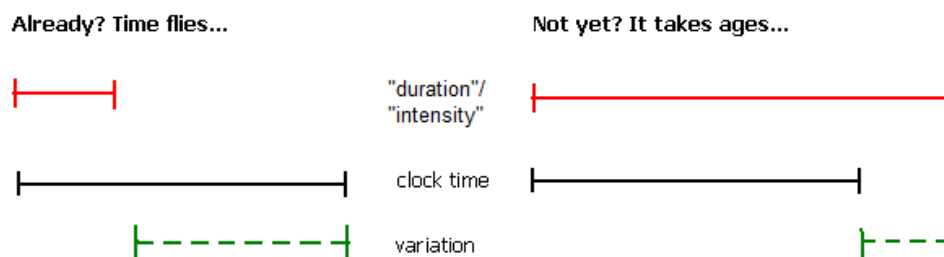 Already? Time flies...
Not yet? It takes ages...
"duration"/
"intensity"
clock time
variation